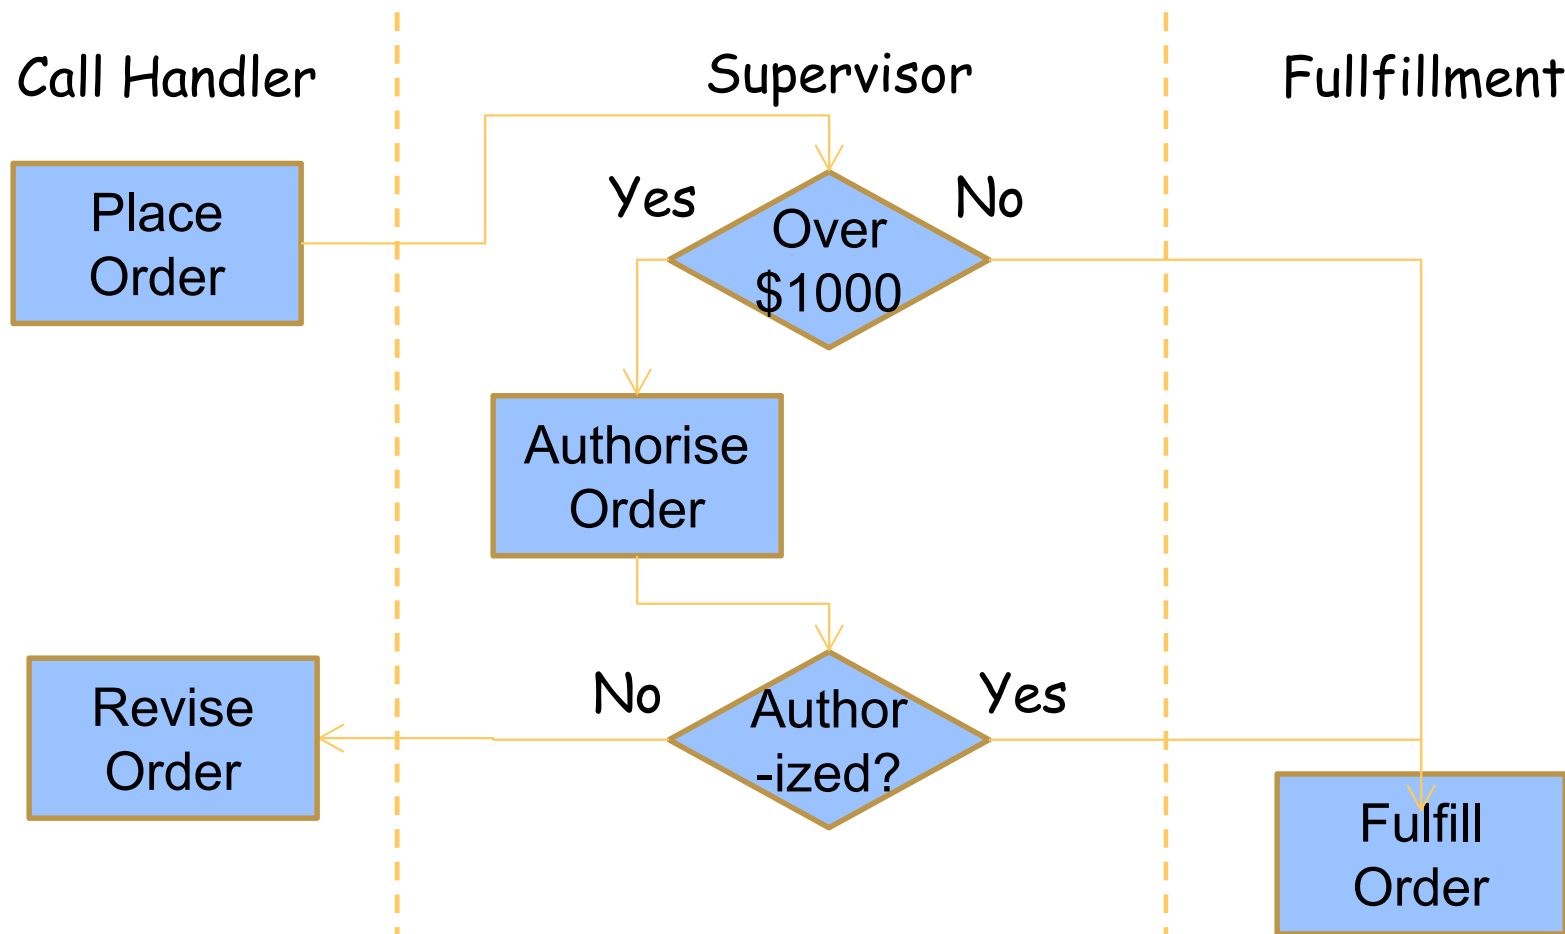 Call Handler
Supervisor
Fullfillment
Place
Order
Yes
No
Over
$1000
Authorise
Order
Revise
Order
No
Yes
Author
-ized?
Fulfill
Order